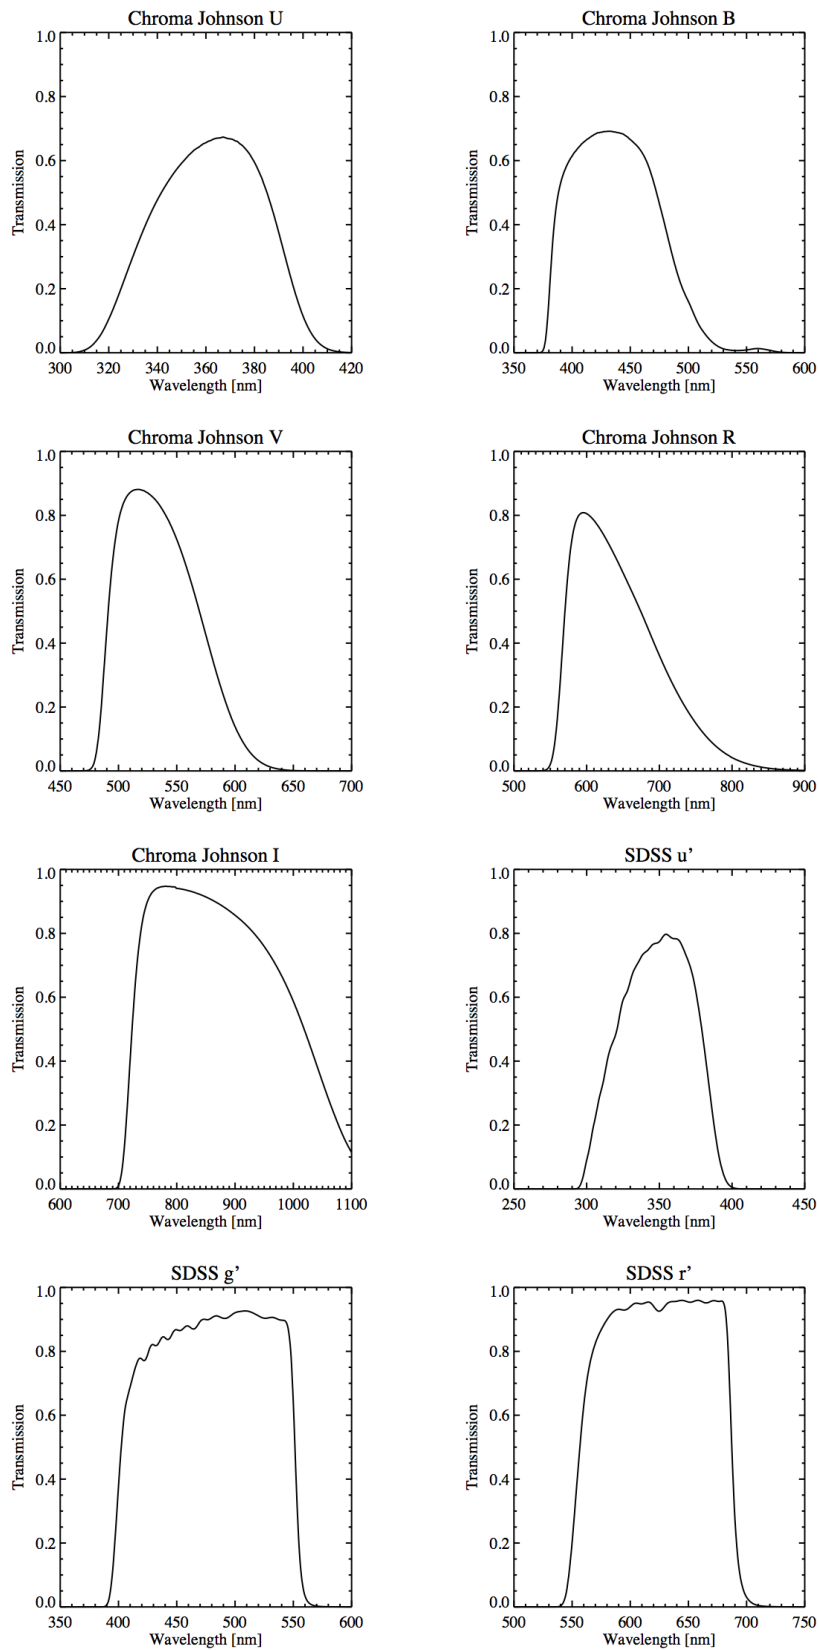 Chroma Johnson U
1.0
0.8
0.6
0.4
0.2
0.0
Transmission
300 320 340 360 380 400 420
Wavelength [nm]
Chroma Johnson B
1.0
0.8
0.6
0.4
0.2
0.0
Transmission
350 400 450 500 550 600
Wavelength [nm]
Chroma Johnson V
1.0
0.8
0.6
0.4
0.2
0.0
Transmission
450 500 550 600 650 700
Wavelength [nm]
Chroma Johnson R
1.0
0.8
0.6
0.4
0.2
0.0
Transmission
500 600 700 800 900
Wavelength [nm]
Chroma Johnson I
1.0
0.8
0.6
0.4
0.2
0.0
Transmission
600 700 800 900 1000 1100
Wavelength [nm]
SDSS u’
1.0
0.8
0.6
0.4
0.2
0.0
Transmission
250 300 350 400 450
Wavelength [nm]
SDSS g’
1.0
0.8
0.6
0.4
0.2
0.0
Transmission
350 400 450 500 550 600
Wavelength [nm]
SDSS r’
1.0
0.8
0.6
0.4
0.2
0.0
Transmission
500 550 600 650 700 750
Wavelength [nm]